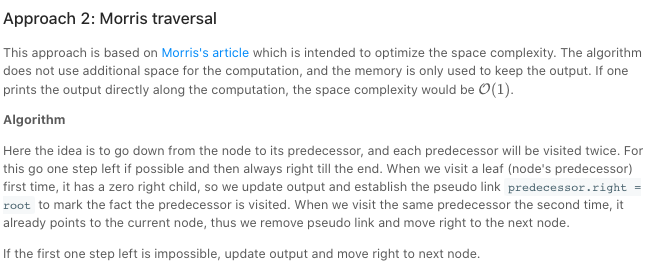 Approach 2: Morris traversal
This approach is based on Morris's article which is intended to optimize the space complexity. The algorithm
does not use additional space for the computation, and the memory is only used to keep the output. If one
prints the output directly along the computation, the space complexity would be O(1).
Algorithm
Here the idea is to go down from the node to its predecessor, and each predecessor will be visited twice. For
this go one step left if possible and then always right till the end. When we visit a leaf (node's predecessor)
first time, it has a zero right child, so we update output and establish the pseudo link predecessor.right =
root to mark the fact the predecessor is visited. When we visit the same predecessor the second time, it
already points to the current node, thus we remove pseudo link and move right to the next node.
If the first one step left is impossible, update output and move right to next node.